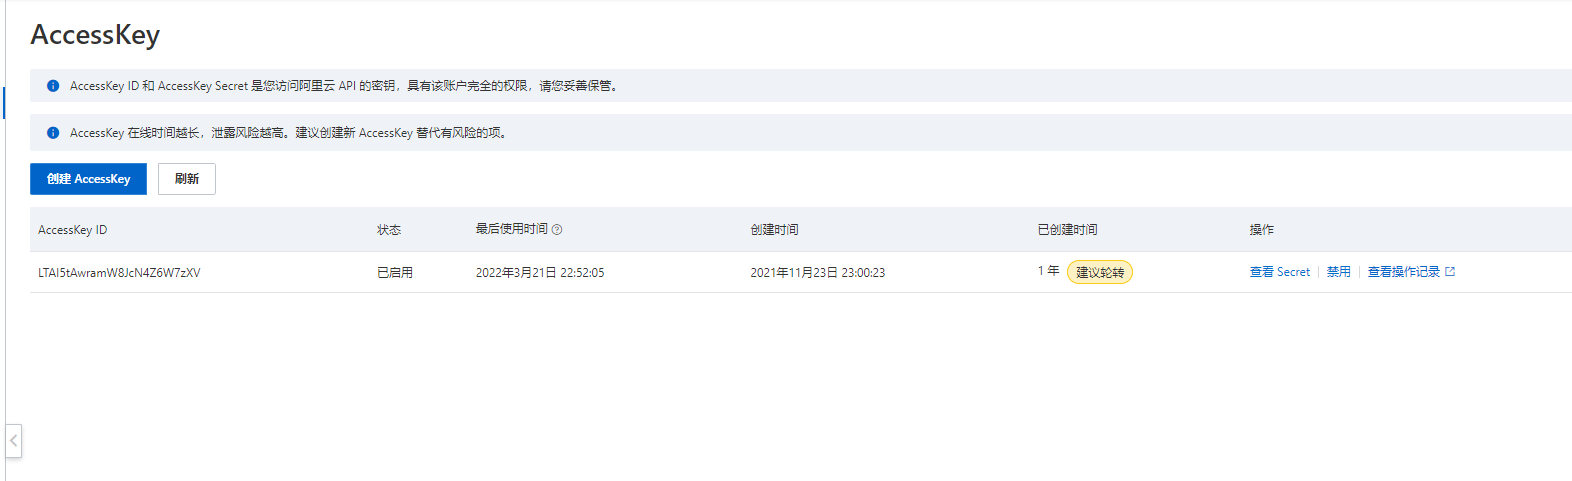 AccessKey
AccessKey ID 和 AccessKey Secret 是您访问阿里云 API 的密钥，具有该账户完全的权限，请您妥善保管。
AccessKey 在线时间越长，泄露风险越高。建议创建新 AccessKey 替代有风险的项。
创建 AccessKey 刷新
AccessKey ID 状态 最后使用时间 创建时间 已创建时间 操作
LTAI5tAwramW8JcN4Z6W7zXV 已启用 2022年3月21日 22:52:05 2021年11月23日 23:00:23 1 年 建议轮转 查看 Secret 禁用 查看操作记录